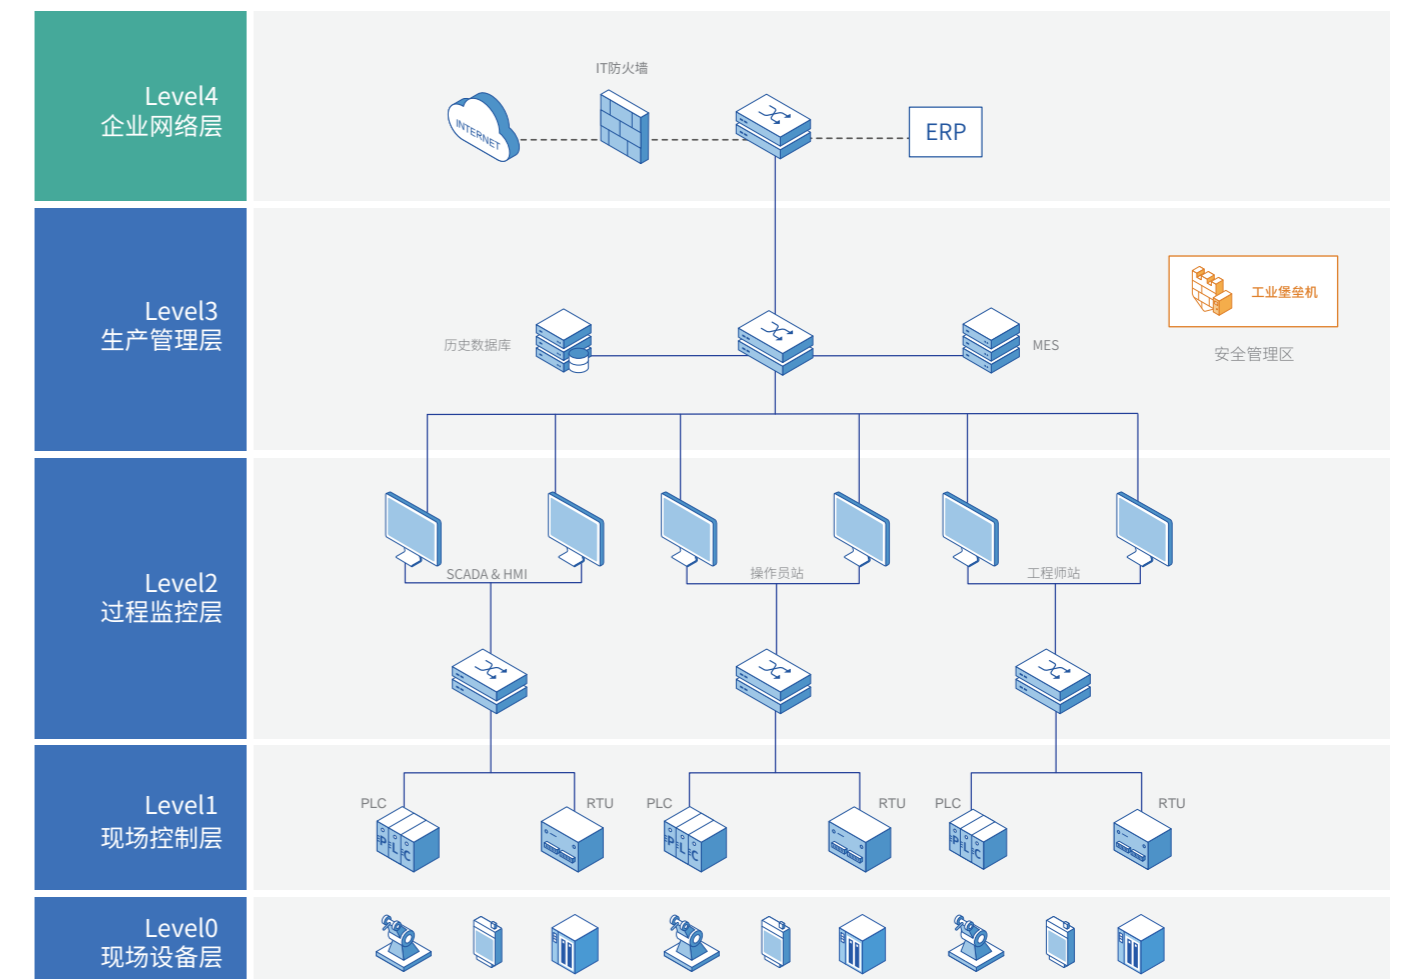 Level4
企业网络层
IT防火墙
INTERNET
ERP
Level3
生产管理层
历史数据库
MES
工业堡垒机
安全管理区
Level2
过程监控层
SCADA & HMI
操作员站
工程师站
Level1
现场控制层
PLC
RTU
PLC
RTU
PLC
RTU
PLC
PLC
PLC
Level0
现场设备层